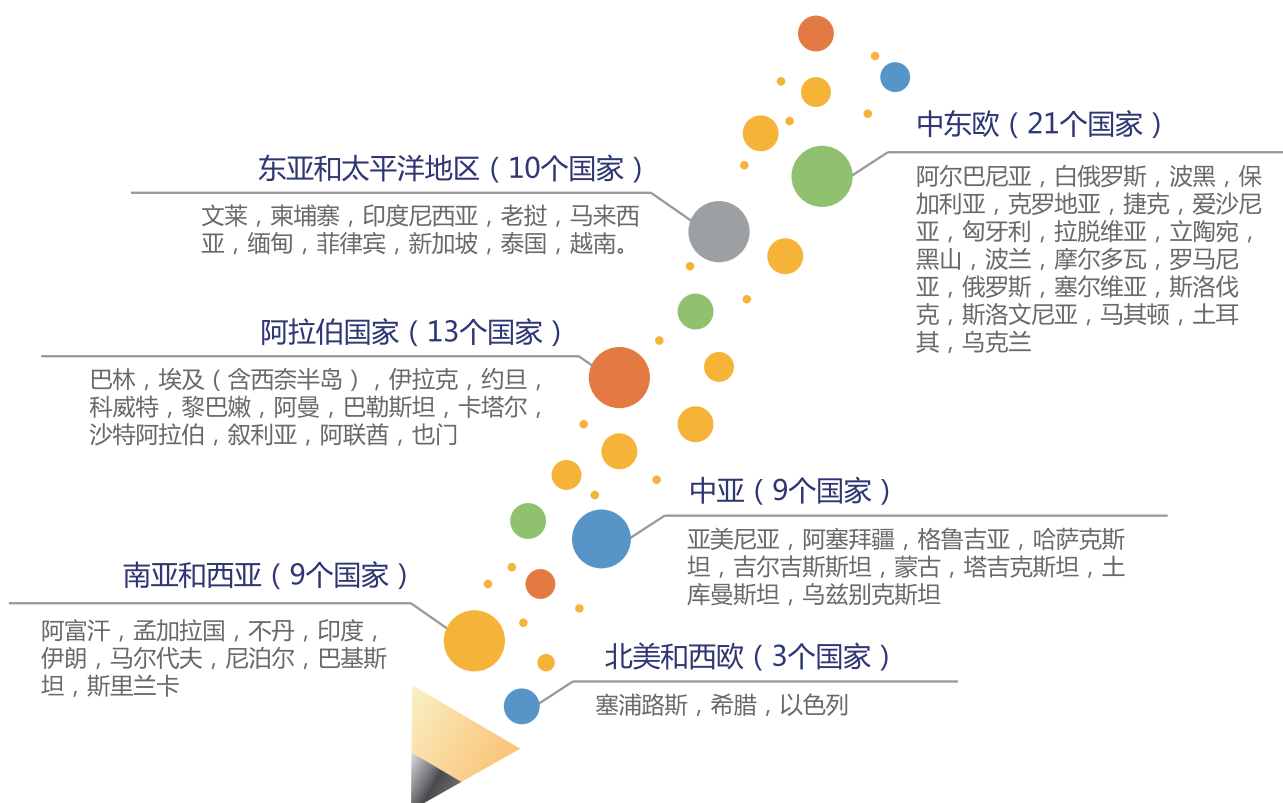 中东欧（21个国家）
阿尔巴尼亚，白俄罗斯，波黑，保
加利亚，克罗地亚，捷克，爱沙尼
亚，匈牙利，拉脱维亚，立陶宛，
黑山，波兰，摩尔多瓦，罗马尼
亚，俄罗斯，塞尔维亚，斯洛伐
克，斯洛文尼亚，马其顿，土耳
其，乌克兰
东亚和太平洋地区（10个国家）
文莱，柬埔寨，印度尼西亚，老挝，马来西
亚，缅甸，菲律宾，新加坡，泰国，越南。
阿拉伯国家（13个国家）
巴林，埃及（含西奈半岛），伊拉克，约旦，
科威特，黎巴嫩，阿曼，巴勒斯坦，卡塔尔，
沙特阿拉伯，叙利亚，阿联酋，也门
中亚（9个国家）
亚美尼亚，阿塞拜疆，格鲁吉亚，哈萨克斯
坦，吉尔吉斯斯坦，蒙古，塔吉克斯坦，土
库曼斯坦，乌兹别克斯坦
南亚和西亚（9个国家）
阿富汗，孟加拉国，不丹，印度，
伊朗，马尔代夫，尼泊尔，巴基斯
坦，斯里兰卡
北美和西欧（3个国家）
塞浦路斯，希腊，以色列